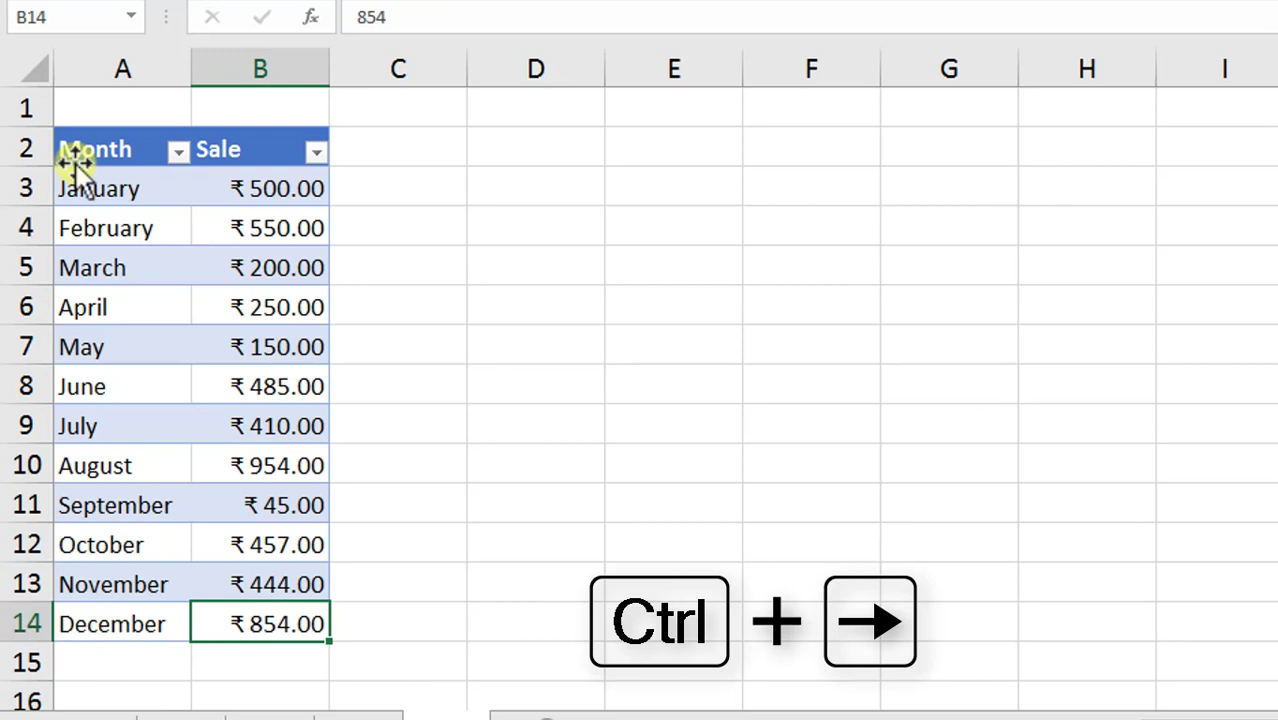 B14 fx 854
A B C D E F G H I
1
2 Month Sale
3 January ₹ 500.00
4 February ₹ 550.00
5 March ₹ 200.00
6 April ₹ 250.00
7 May ₹ 150.00
8 June ₹ 485.00
9 July ₹ 410.00
10 August ₹ 954.00
11 September ₹ 45.00
12 October ₹ 457.00
13 November ₹ 444.00
14 December ₹ 854.00
Ctrl + →
15
16